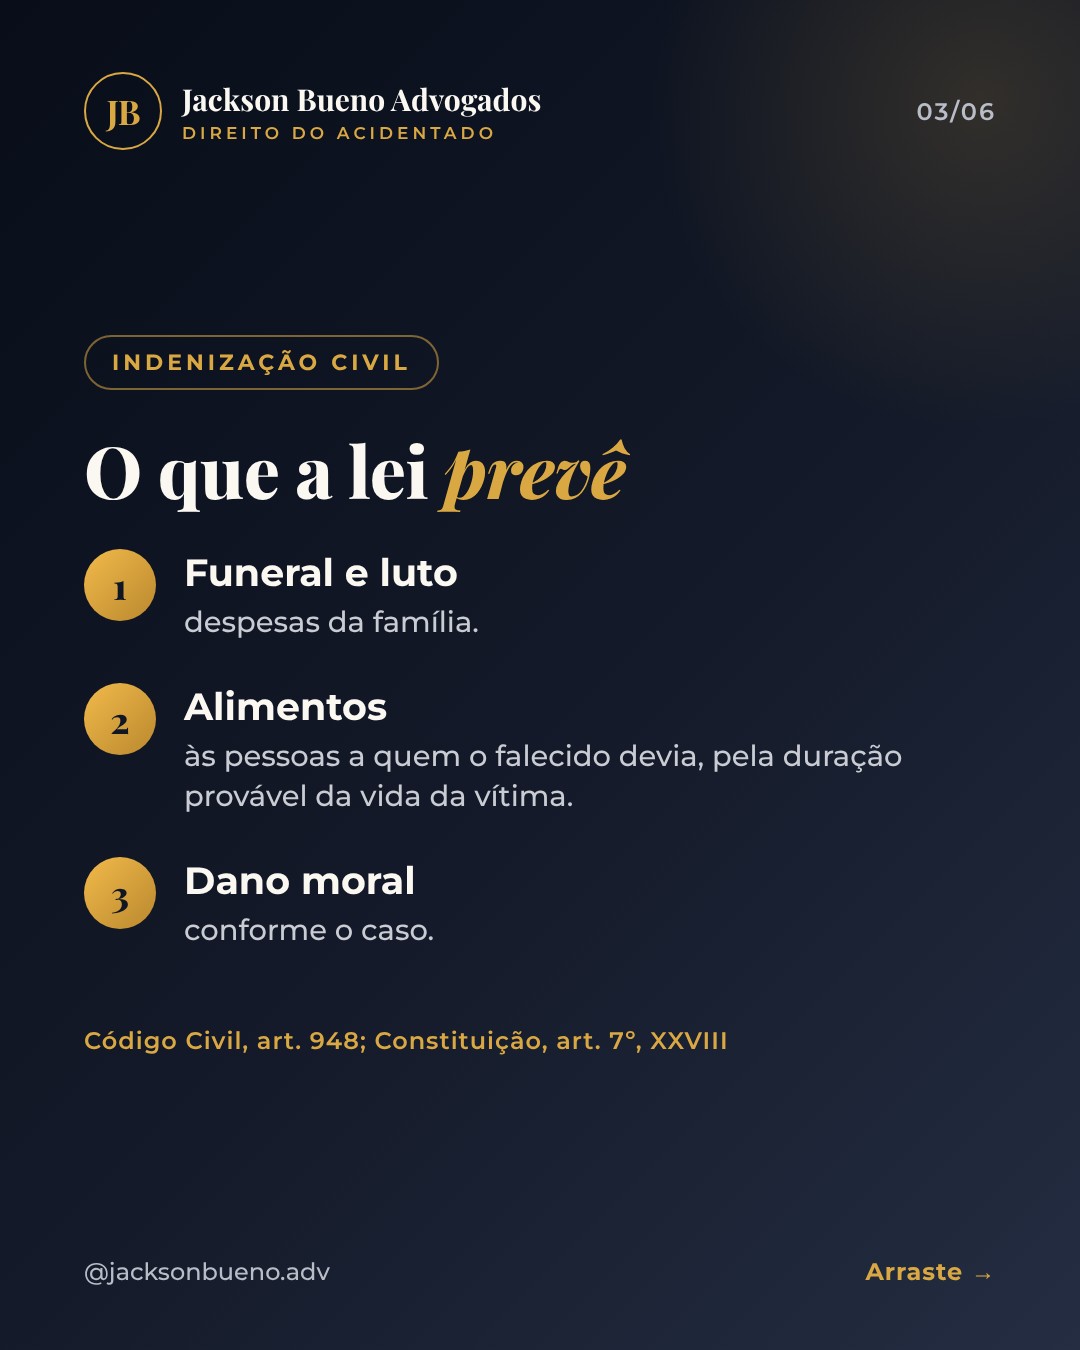 JB
Jackson Bueno Advogados
DIREITO DO ACIDENTADO
03/06
INDENIZAÇÃO CIVIL
O que a lei prevê
1
Funeral e luto
despesas da família.
2
Alimentos
às pessoas a quem o falecido devia, pela duração
provável da vida da vítima.
3
Dano moral
conforme o caso.
Código Civil, art. 948; Constituição, art. 7º, XXVIII
@jacksonbueno.adv
Arraste →